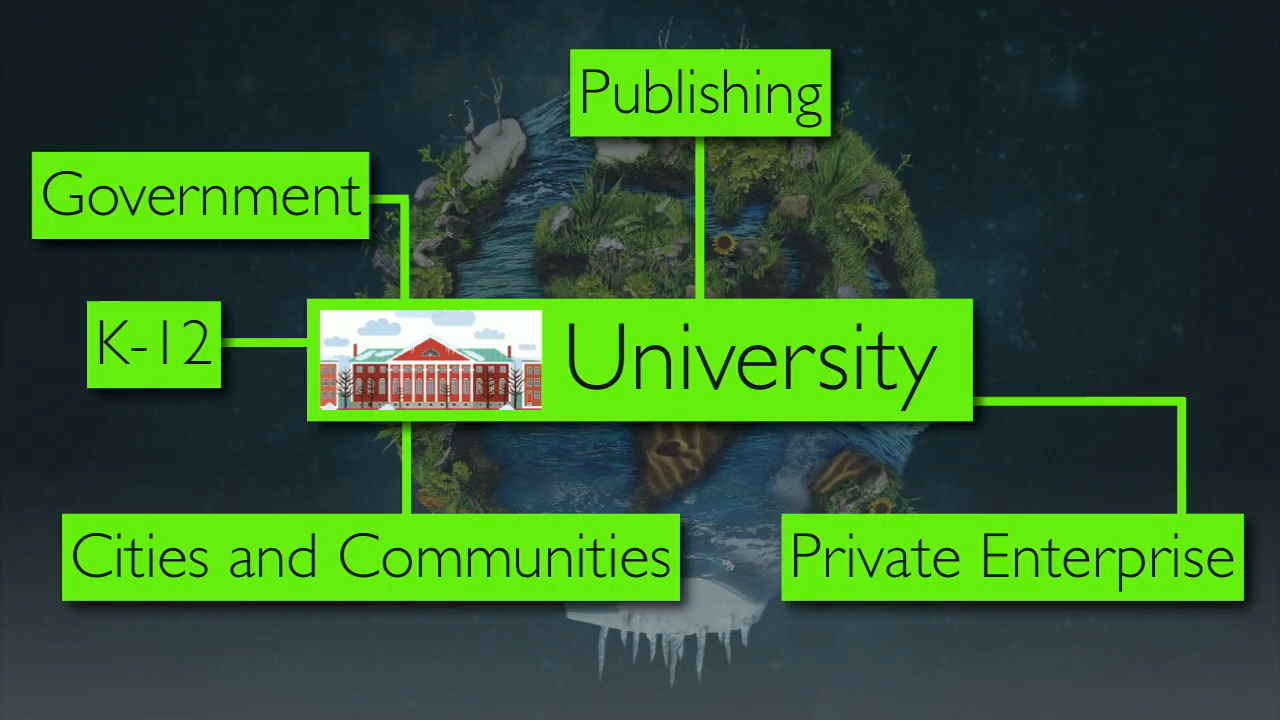 Publishing
Government
K-12
University
Cities and Communities
Private Enterprise